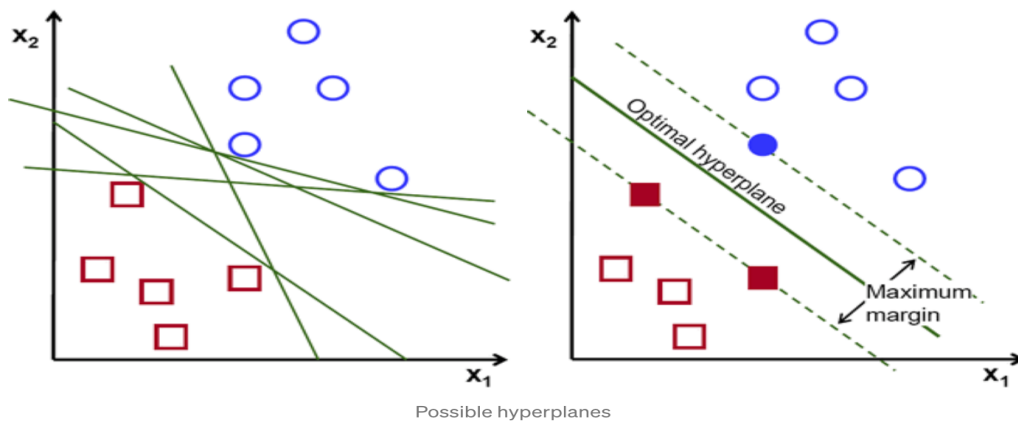 x₂
x₁
x₂
Optimal hyperplane
Maximum
margin
x₁
Possible hyperplanes